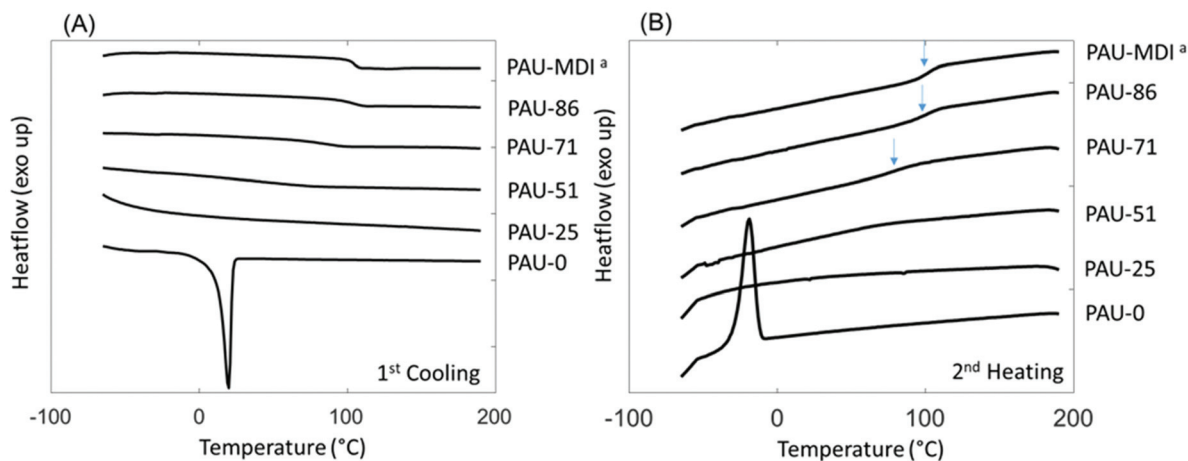 (A)
Heatflow (exo up)
PAU-MDI a
PAU-86
PAU-71
PAU-51
PAU-25
PAU-0
1st Cooling
-100 0 100 200
Temperature (°C)
(B)
Heatflow (exo up)
PAU-MDI a
PAU-86
PAU-71
PAU-51
PAU-25
PAU-0
2nd Heating
-100 0 100 200
Temperature (°C)